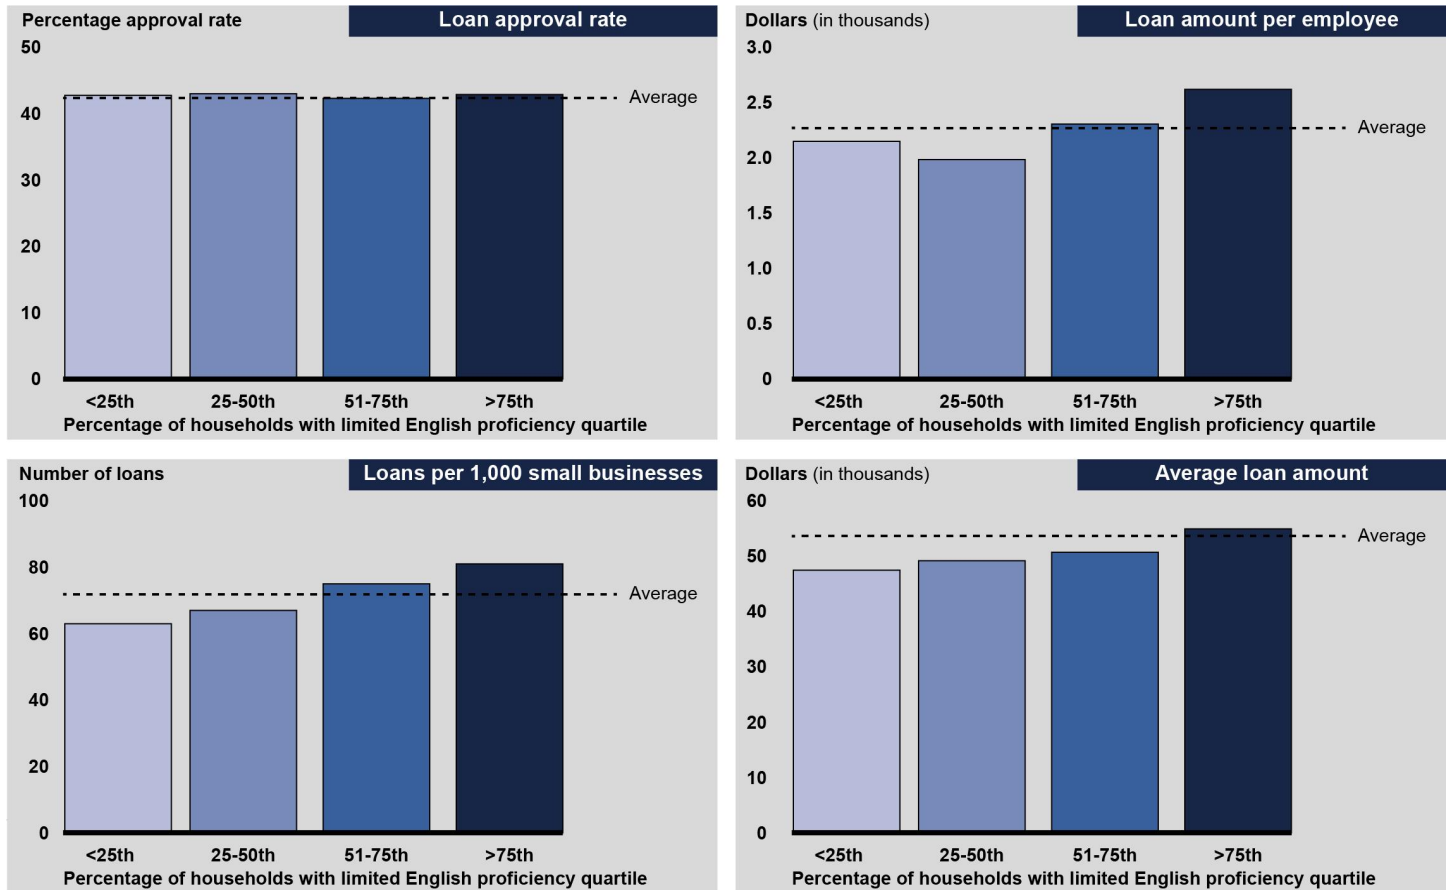 Percentage approval rate
Loan approval rate
50
40
30
20
10
0
Average
<25th 25-50th 51-75th >75th
Percentage of households with limited English proficiency quartile
Dollars (in thousands)
Loan amount per employee
3.0
2.5
2.0
1.5
1.0
0.5
0
Average
<25th 25-50th 51-75th >75th
Percentage of households with limited English proficiency quartile
Number of loans
Loans per 1,000 small businesses
100
80
60
40
20
0
Average
<25th 25-50th 51-75th >75th
Percentage of households with limited English proficiency quartile
Dollars (in thousands)
Average loan amount
60
50
40
30
20
10
0
Average
<25th 25-50th 51-75th >75th
Percentage of households with limited English proficiency quartile